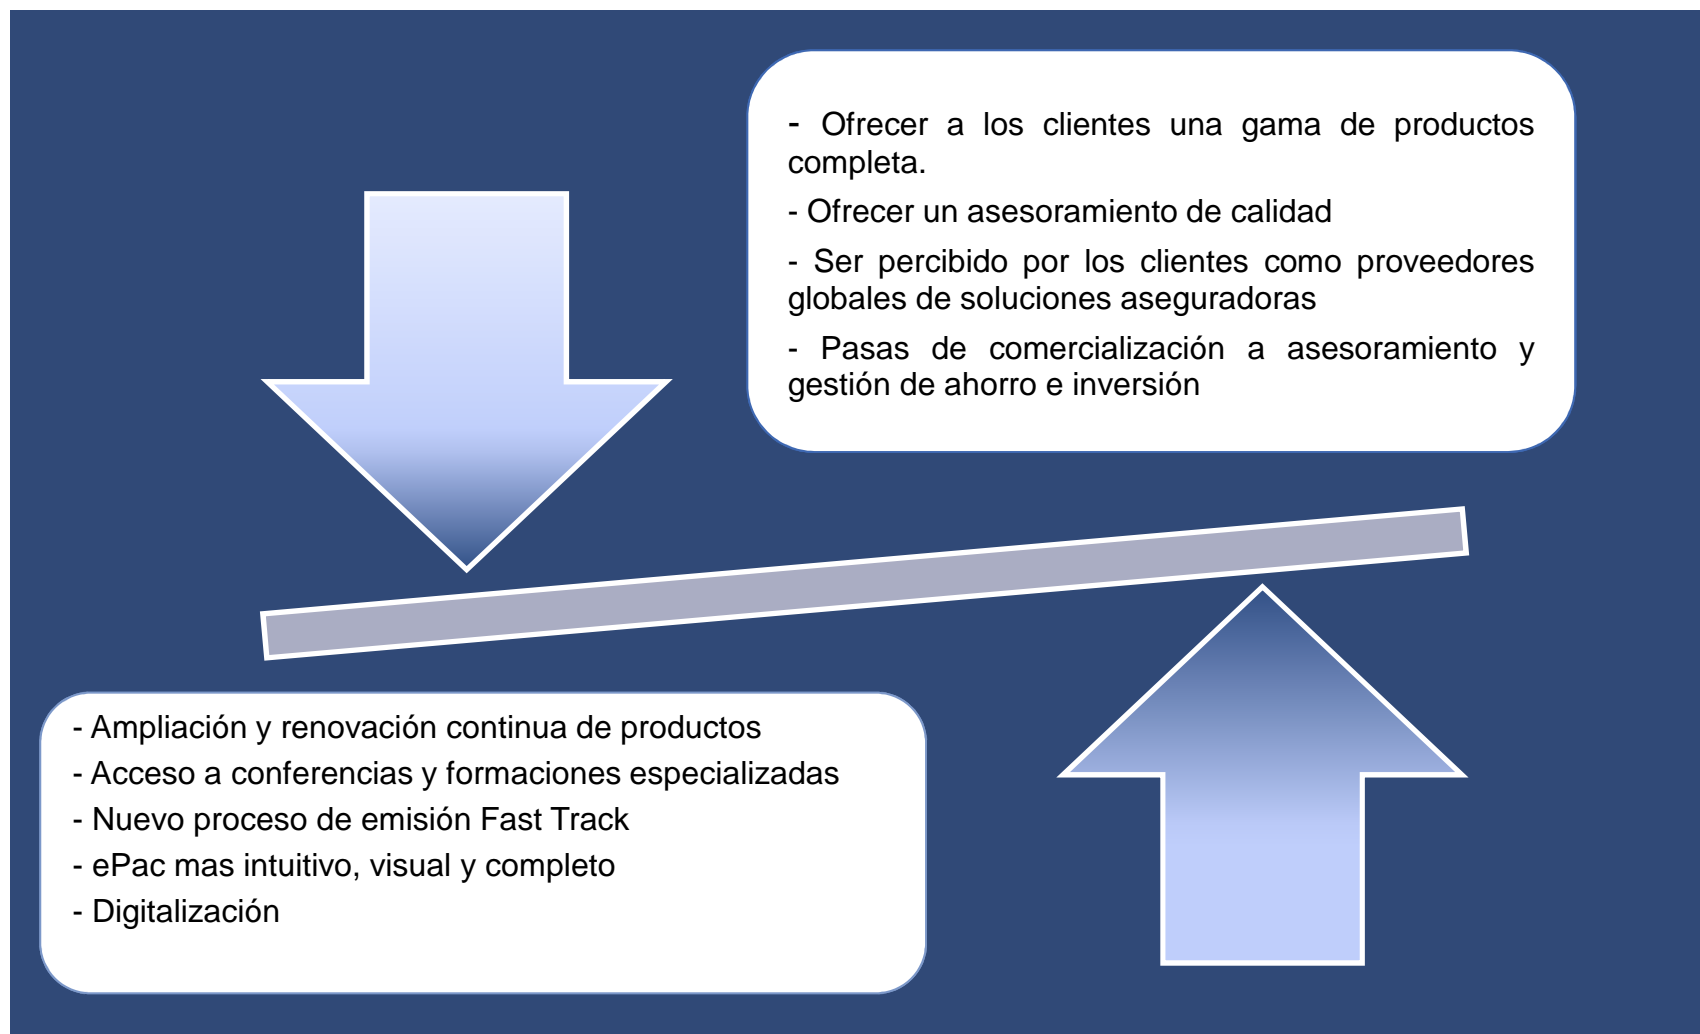 - Ofrecer a los clientes una gama de productos
completa.
- Ofrecer un asesoramiento de calidad
- Ser percibido por los clientes como proveedores
globales de soluciones aseguradoras
- Pasas de comercialización a asesoramiento y
gestión de ahorro e inversión
- Ampliación y renovación continua de productos
- Acceso a conferencias y formaciones especializadas
- Nuevo proceso de emisión Fast Track
- ePac mas intuitivo, visual y completo
- Digitalización